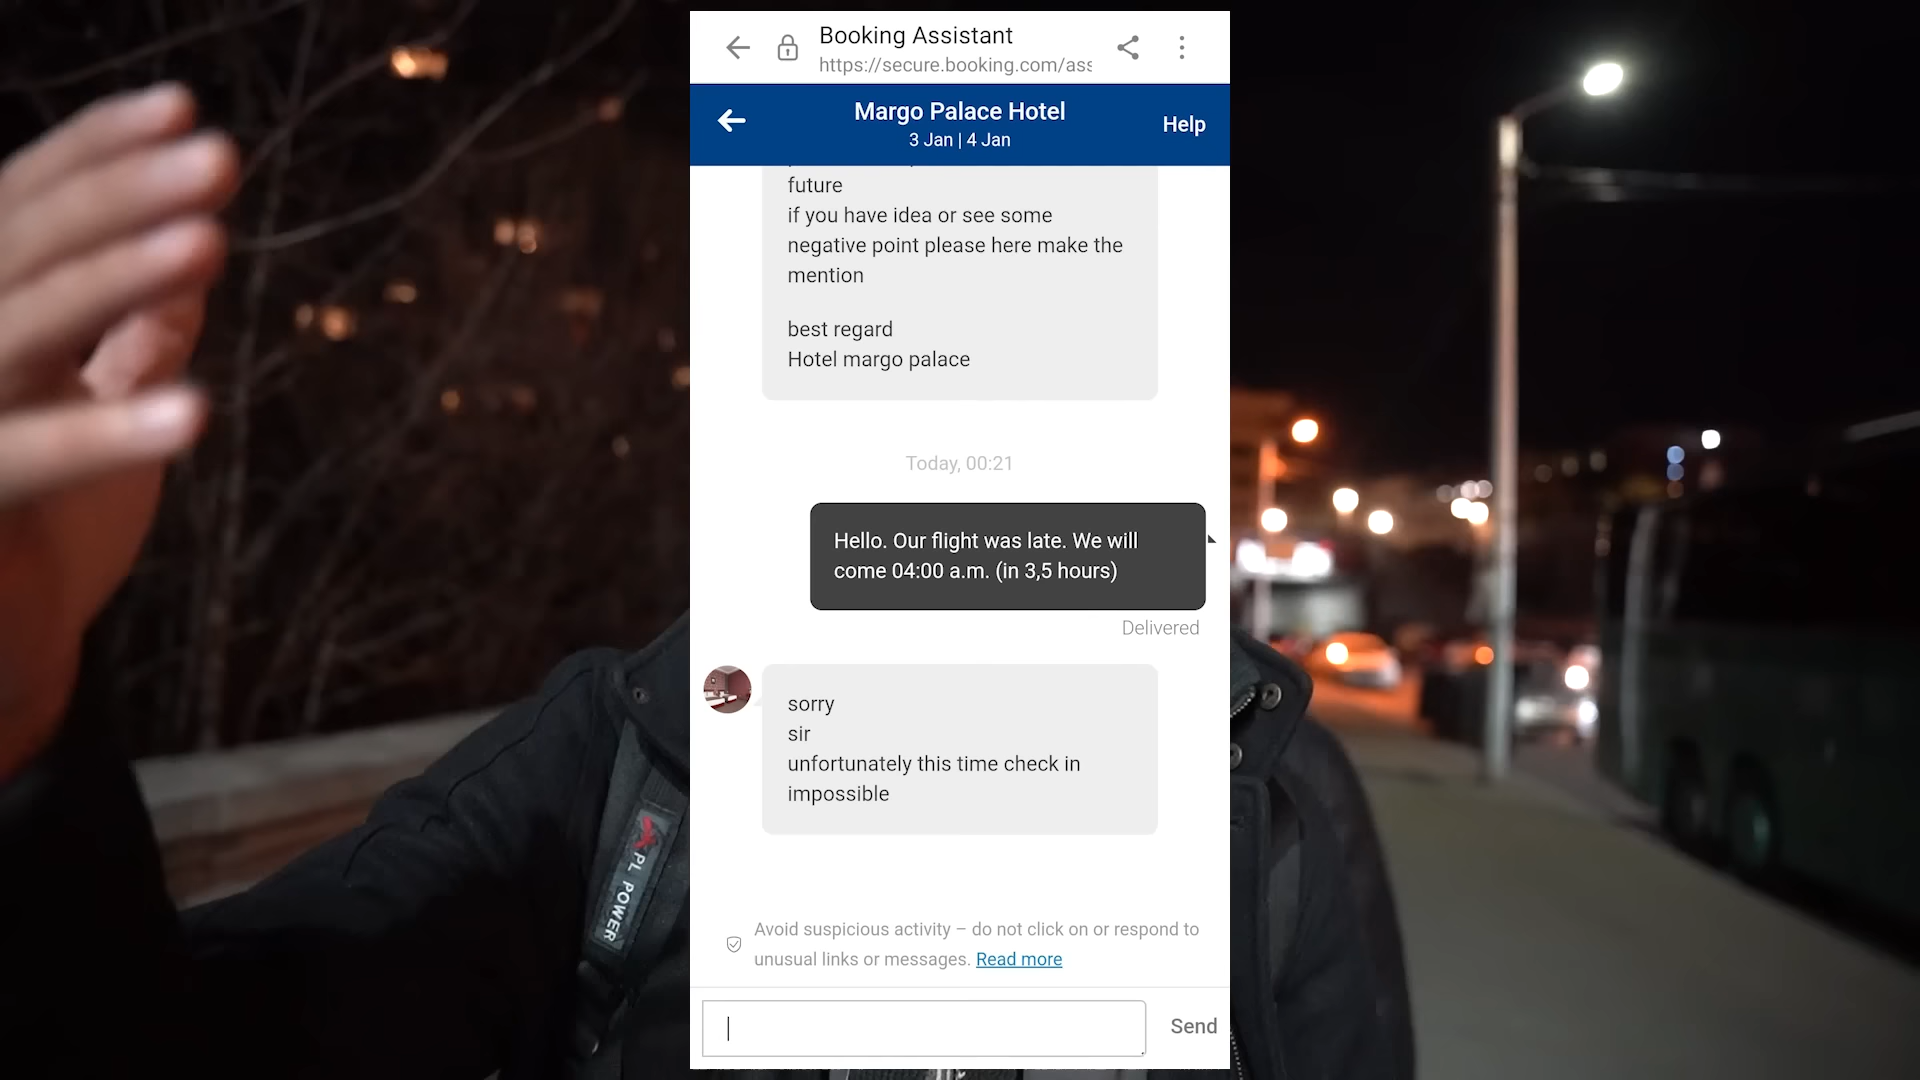 Booking Assistant
https://secure.booking.com/ass
Margo Palace Hotel
3 Jan | 4 Jan
Help
future
if you have idea or see some
negative point please here make the
mention
best regard
Hotel margo palace
Today, 00:21
Hello. Our flight was late. We will
come 04:00 a.m. (in 3,5 hours)
Delivered
sorry
sir
unfortunately this time check in
impossible
Avoid suspicious activity – do not click on or respond to
unusual links or messages. Read more
Send
PL POWER